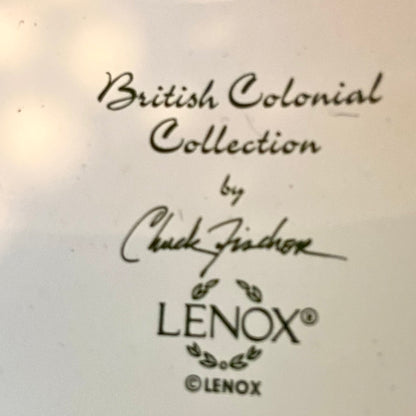 British Colonial
Collection
by
Chuck Fischer
LENOX®
©LENOX